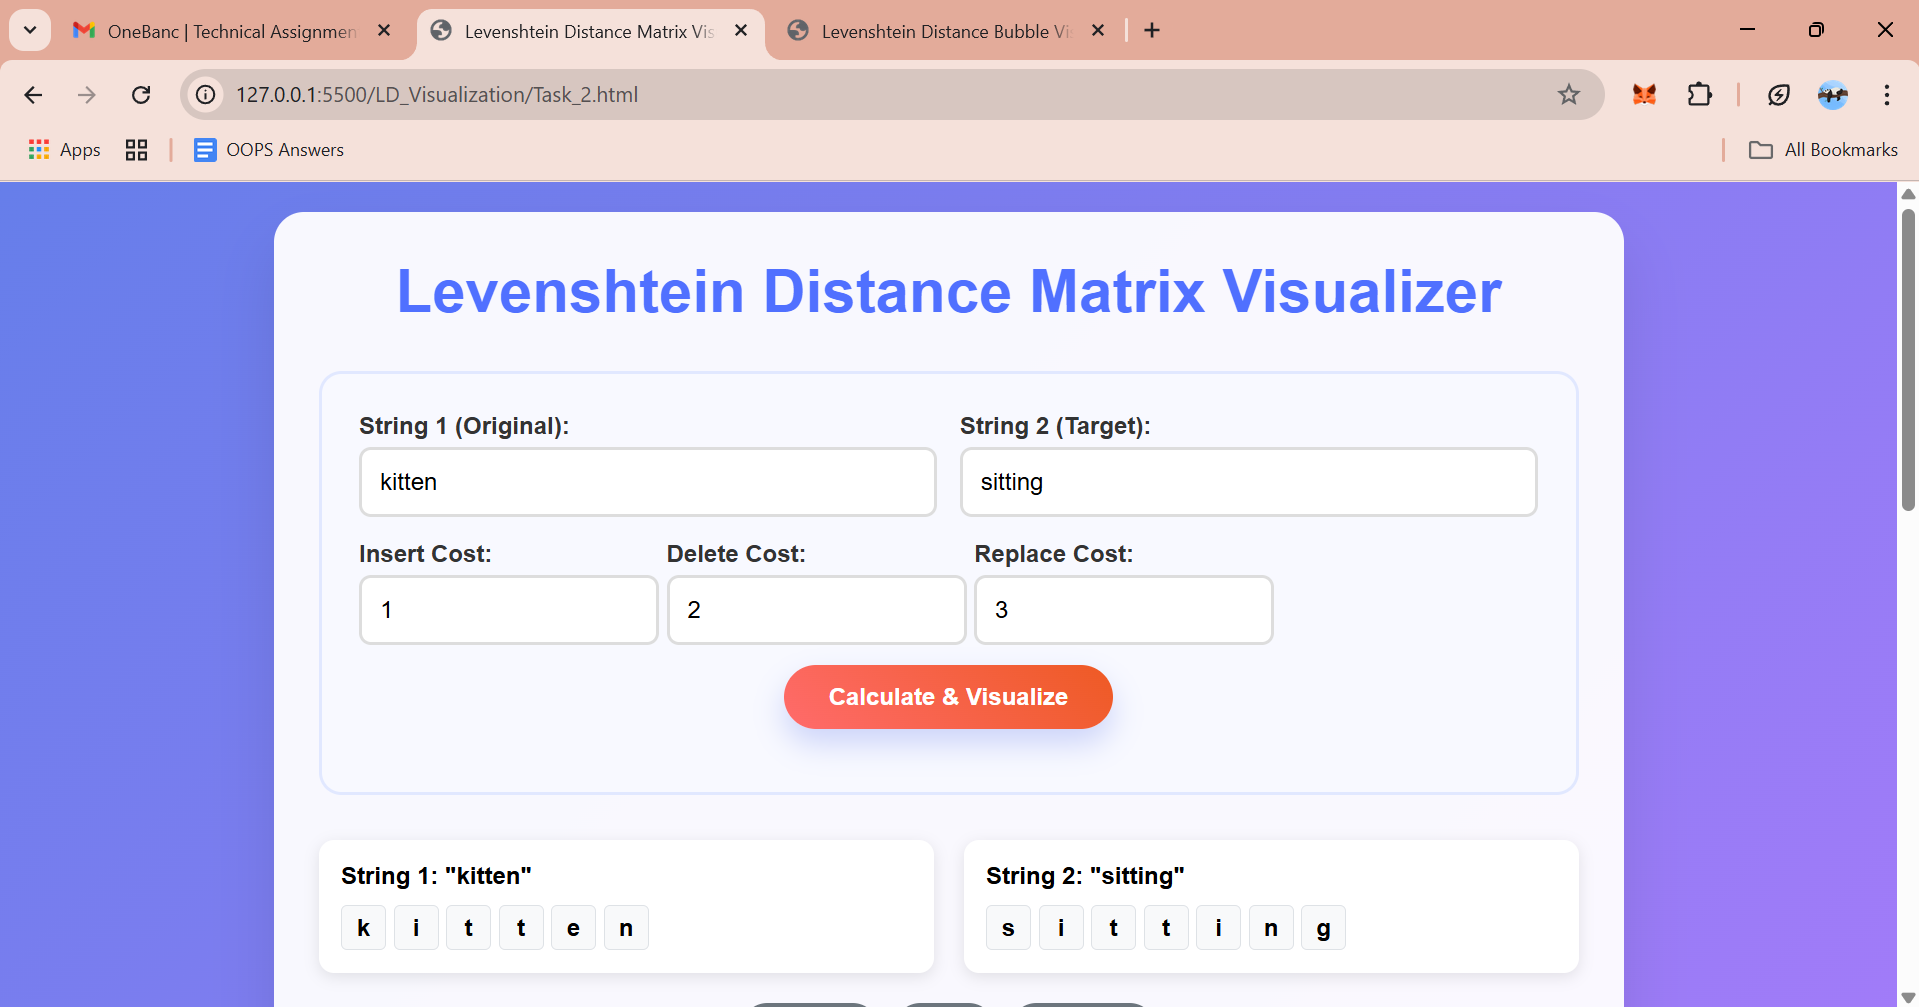 OneBanc | Technical Assignmen
Levenshtein Distance Matrix Vis
Levenshtein Distance Bubble Vi
127.0.0.1:5500/LD_Visualization/Task_2.html
Apps
OOPS Answers
All Bookmarks
Levenshtein Distance Matrix Visualizer
String 1 (Original):
String 2 (Target):
kitten
sitting
Insert Cost:
Delete Cost:
Replace Cost:
1
2
3
Calculate & Visualize
String 1: "kitten"
k i t t e n
String 2: "sitting"
s i t t i n g